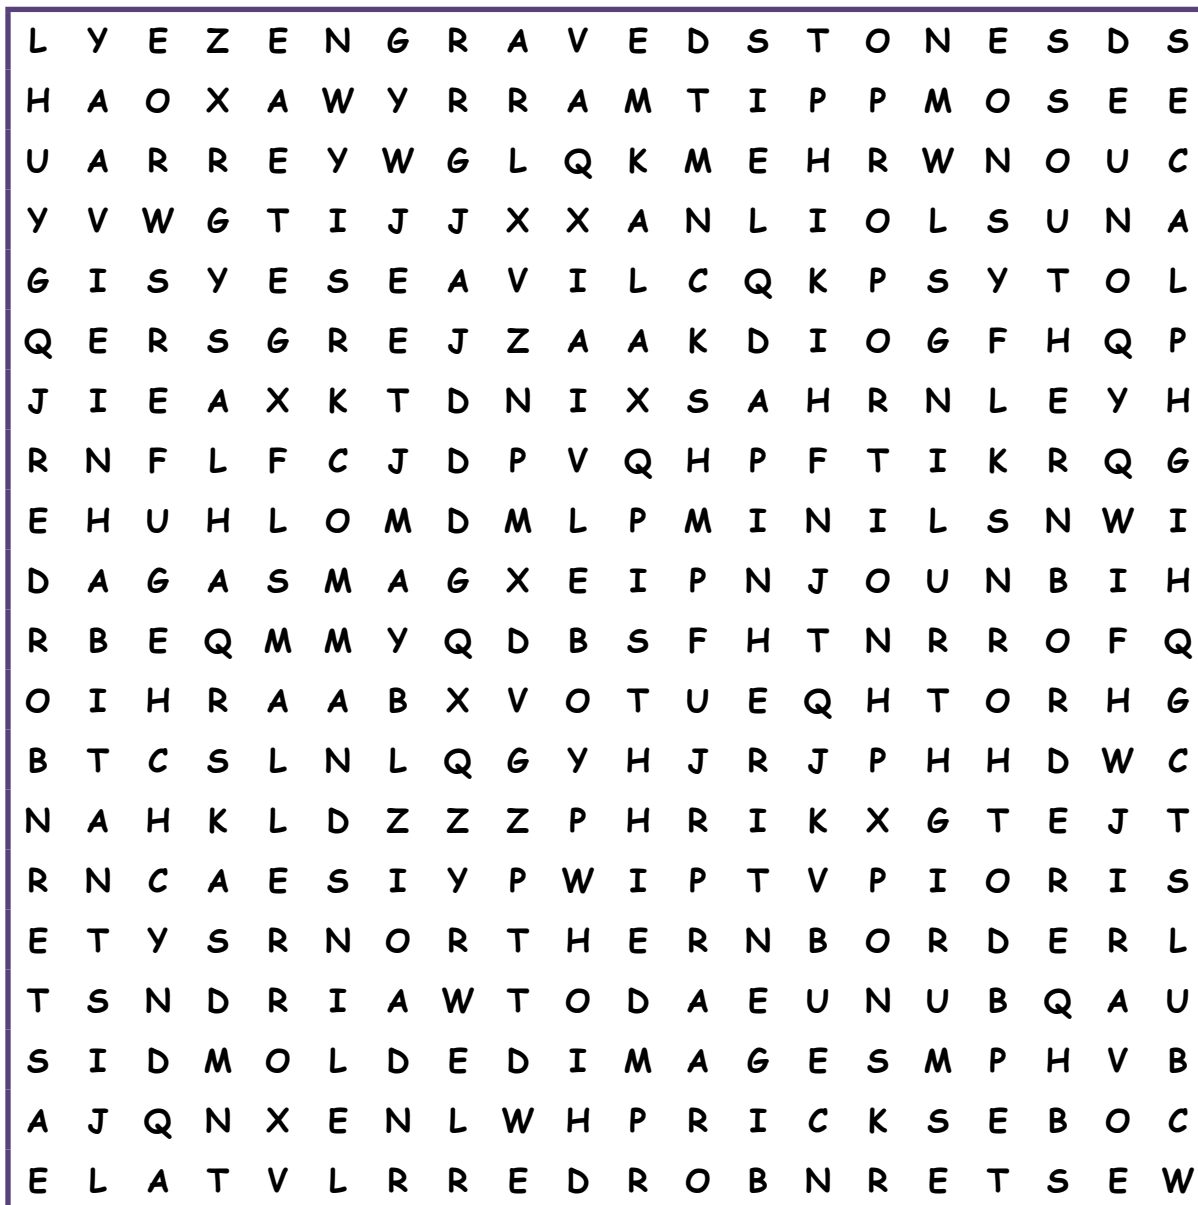 L Y E Z E N G R A V E D S T O N E S D S
H A O X A W Y R R A M T I P P M O S E E
U A R R E Y W G L Q K M E H R W N O U C
Y V W G T I J J X X A N L I O L S U N A
G I S Y E S E A V I L C Q K P S Y T O L
Q E R S G R E J Z A A K D I O G F H Q P
J I E A X K T D N I X S A H R N L E Y H
R N F L F C J D P V Q H P F T I K R Q G
E H U H L O M D M L P M I N I L S N W I
D A G A S M A G X E I P N J O U N B I H
R B E Q M M Y Q D B S F H T N R R O F Q
O I H R A A B X V O T U E Q H T O R H G
B T C S L N L Q G Y H J R J P H H D W C
N A H K L D Z Z Z P H R I K X G T E J T
R N C A E S I Y P W I P T V P I O R I S
E T Y S R N O R T H E R N B O R D E R L
T S N D R I A W T O D A E U N U B Q A U
S I D M O L D E D I M A G E S M P H V B
A J Q N X E N L W H P R I C K S E B O C
E L A T V L R R E D R O B N R E T S E W